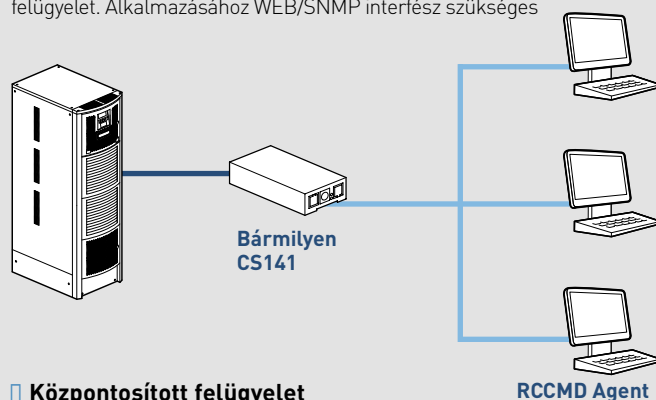 felügyelet. Alkalmazásához WEB/SNMP interfész szükséges
Bármilyen
CS141
RCCMD Agent
Központosított felügyelet